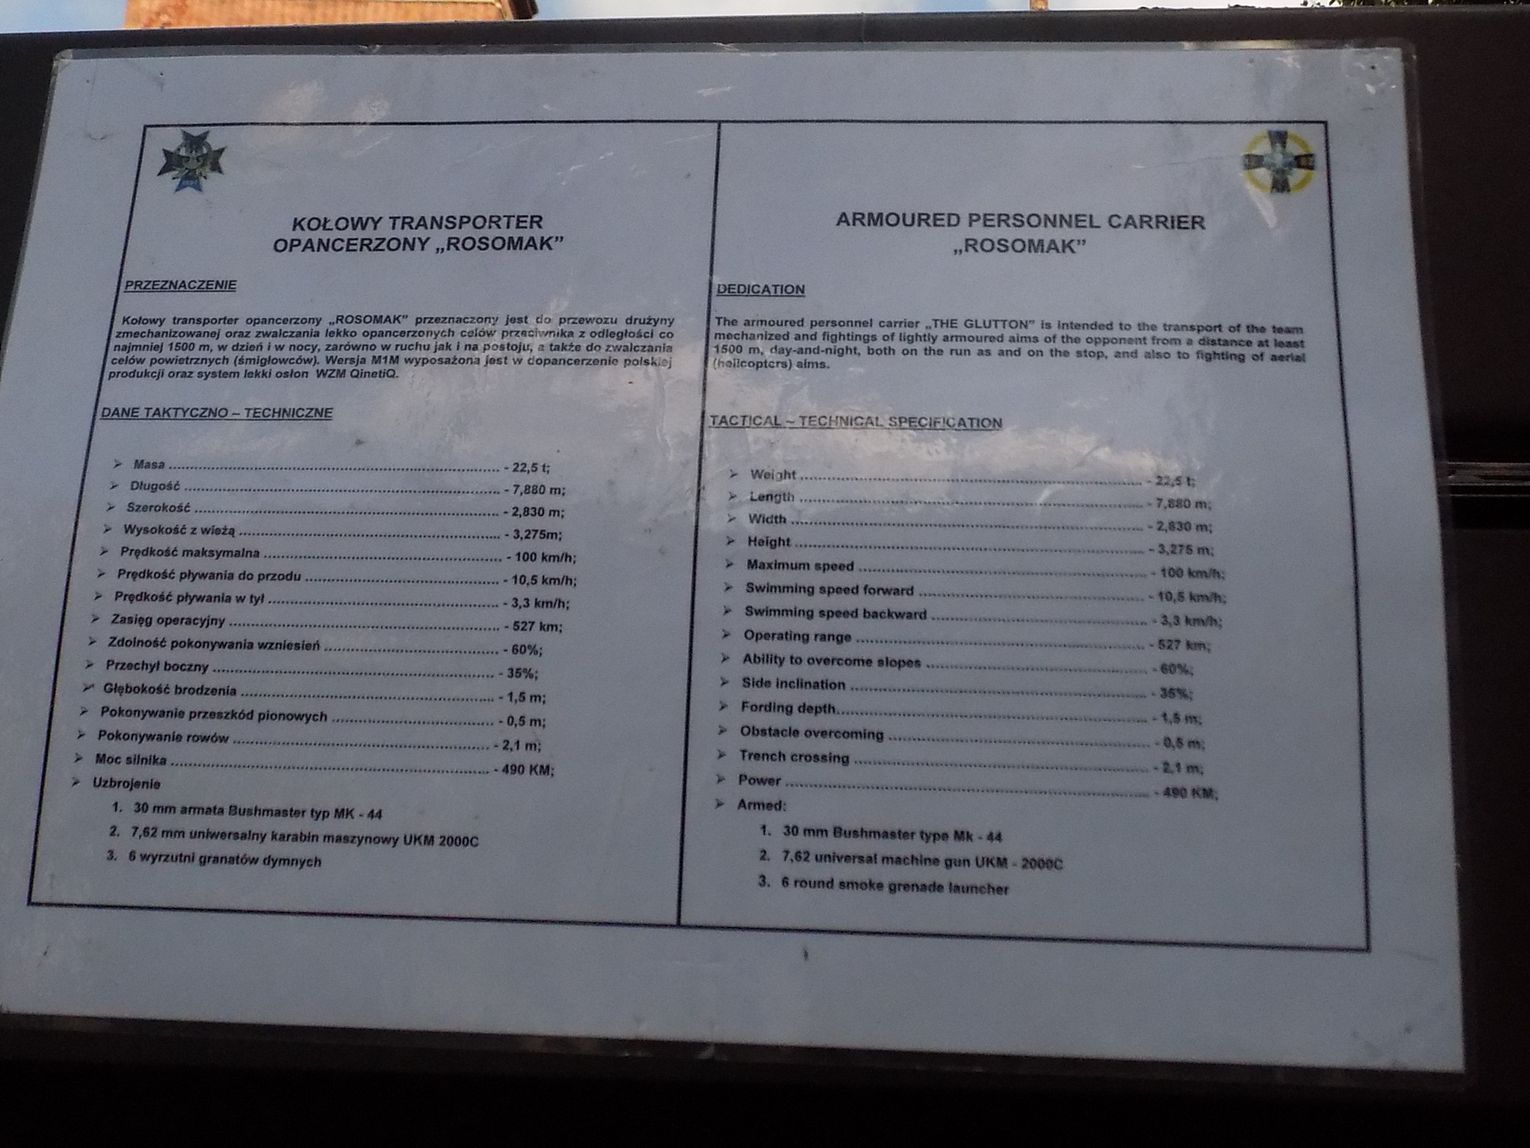 KOŁOWY TRANSPORTER
OPANCERZONY „ROSOMAK”
PRZEZNACZENIE
Kołowy transporter opancerzony „ROSOMAK” przeznaczony jest do przewozu drużyny
zmechanizowanej oraz zwalczania lekko opancerzonych celów przeciwnika z odległości co
najmniej 1500 m, w dzień i w nocy, zarówno w ruchu jak i na postoju, a także do zwalczania
celów powietrznych (śmigłowców). Wersja M1M wyposażona jest w dopancerzenie polskiej
produkcji oraz system lekki osłon WZM QinetiQ.
DANE TAKTYCZNO – TECHNICZNE
➢ Masa ........ - 22,5 t;
➢ Długość ........ - 7,880 m;
➢ Szerokość ........ - 2,830 m;
➢ Wysokość z wieżą ........ - 3,275m;
➢ Prędkość maksymalna ........ - 100 km/h;
➢ Prędkość pływania do przodu ........ - 10,5 km/h;
➢ Prędkość pływania w tył ........ - 3,3 km/h;
➢ Zasięg operacyjny ........ - 527 km;
➢ Zdolność pokonywania wzniesień ........ - 60%;
➢ Przechył boczny ........ - 35%;
➢ Głębokość brodzenia ........ - 1,5 m;
➢ Pokonywanie przeszkód pionowych ........ - 0,5 m;
➢ Pokonywanie rowów ........ - 2,1 m;
➢ Moc silnika ........ - 490 KM;
➢ Uzbrojenie
1. 30 mm armata Bushmaster typ MK - 44
2. 7,62 mm uniwersalny karabin maszynowy UKM 2000C
3. 6 wyrzutni granatów dymnych
ARMOURED PERSONNEL CARRIER
„ROSOMAK”
DEDICATION
The armoured personnel carrier „THE GLUTTON” is intended to the transport of the team
mechanized and fightings of lightly armoured aims of the opponent from a distance at least
1500 m, day-and-night, both on the run as and on the stop, and also to fighting of aerial
(helicopters) aims.
TACTICAL – TECHNICAL SPECIFICATION
➢ Weight ........ - 22,5 t;
➢ Length ........ - 7,880 m;
➢ Width ........ - 2,830 m;
➢ Height ........ - 3,275 m;
➢ Maximum speed ........ - 100 km/h;
➢ Swimming speed forward ........ - 10,5 km/h;
➢ Swimming speed backward ........ - 3,3 km/h;
➢ Operating range ........ - 527 km;
➢ Ability to overcome slopes ........ - 60%;
➢ Side inclination ........ - 35%;
➢ Fording depth........ - 1,5 m;
➢ Obstacle overcoming ........ - 0,5 m;
➢ Trench crossing ........ - 2,1 m;
➢ Power ........ - 490 KM;
➢ Armed:
1. 30 mm Bushmaster type Mk - 44
2. 7,62 universal machine gun UKM - 2000C
3. 6 round smoke grenade launcher